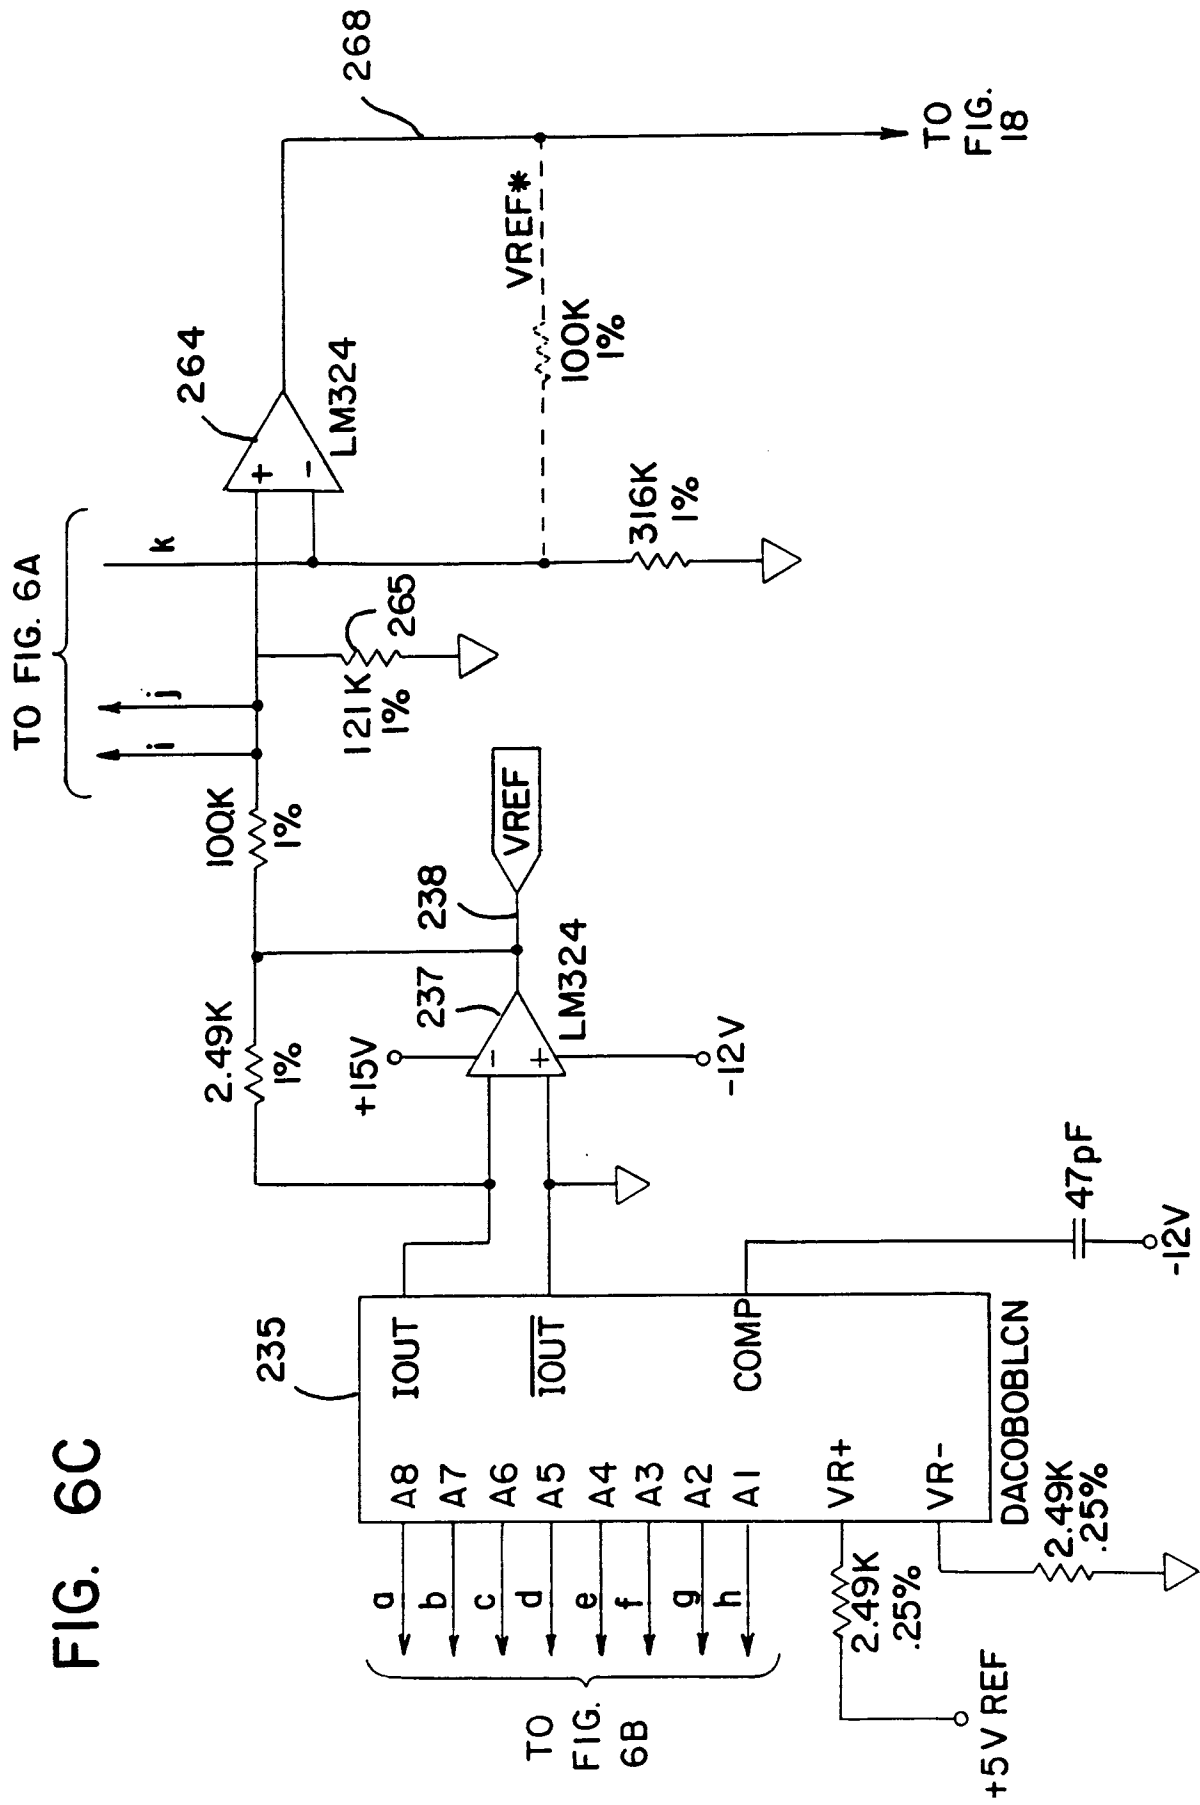 FIG. 6C
TO FIG. 6A
i
j
k
264
+
-
LM324
268
TO
FIG.
18
VREF*
100K
1%
316K
1%
265
121K
1%
100K
1%
2.49K
1%
VREF
238
237
LM324
-
+
+15V
-12V
235
IOUT
IOUT
COMP
47pF
-12V
A8
A7
A6
A5
A4
A3
A2
A1
VR+
VR-
DACOBOBLCN
a
b
c
d
e
f
g
h
TO
FIG.
6B
2.49K
.25%
2.49K
.25%
+5V REF